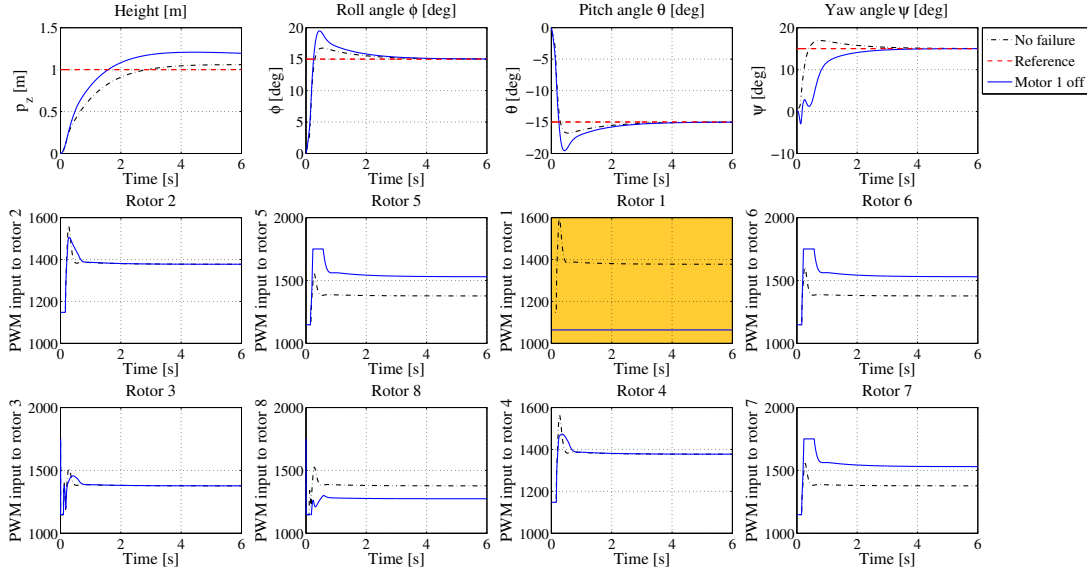 Height [m]
Roll angle ϕ [deg]
Pitch angle θ [deg]
Yaw angle ψ [deg]
No failure
Reference
Motor 1 off
p_z [m]
1.5
1
0.5
0
0 2 4 6
Time [s]
ϕ [deg]
20
15
10
5
0
0 2 4 6
Time [s]
θ [deg]
0
−5
−10
−15
−20
0 2 4 6
Time [s]
ψ [deg]
20
10
0
−10
0 2 4 6
Time [s]
Rotor 2
PWM input to rotor 2
1600
1400
1200
1000
0 2 4 6
Time [s]
Rotor 5
PWM input to rotor 5
2000
1500
1000
0 2 4 6
Time [s]
Rotor 1
PWM input to rotor 1
1600
1400
1200
1000
0 2 4 6
Time [s]
Rotor 6
PWM input to rotor 6
2000
1500
1000
0 2 4 6
Time [s]
Rotor 3
PWM input to rotor 3
2000
1500
1000
0 2 4 6
Time [s]
Rotor 8
PWM input to rotor 8
2000
1500
1000
0 2 4 6
Time [s]
Rotor 4
PWM input to rotor 4
1600
1400
1200
1000
0 2 4 6
Time [s]
Rotor 7
PWM input to rotor 7
2000
1500
1000
0 2 4 6
Time [s]